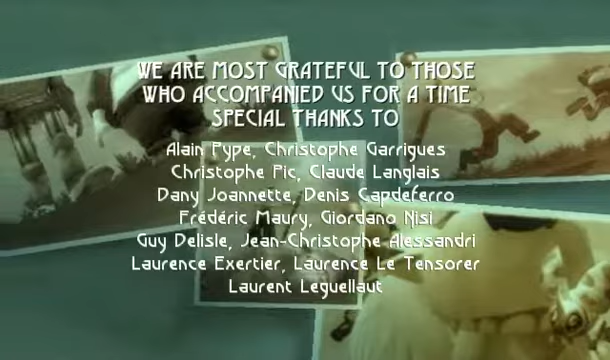 WE ARE MOST GRATEFUL TO THOSE
WHO ACCOMPANIED US FOR A TIME
SPECIAL THANKS TO
Alain Pype, Christophe Garrigues
Christophe Pic, Claude Langlais
Dany Joannette, Denis Capdeferro
Frédéric Maury, Giordano Nisi
Guy Delisle, Jean-Christophe Alessandri
Laurence Exertier, Laurence Le Tensorer
Laurent Leguellaut